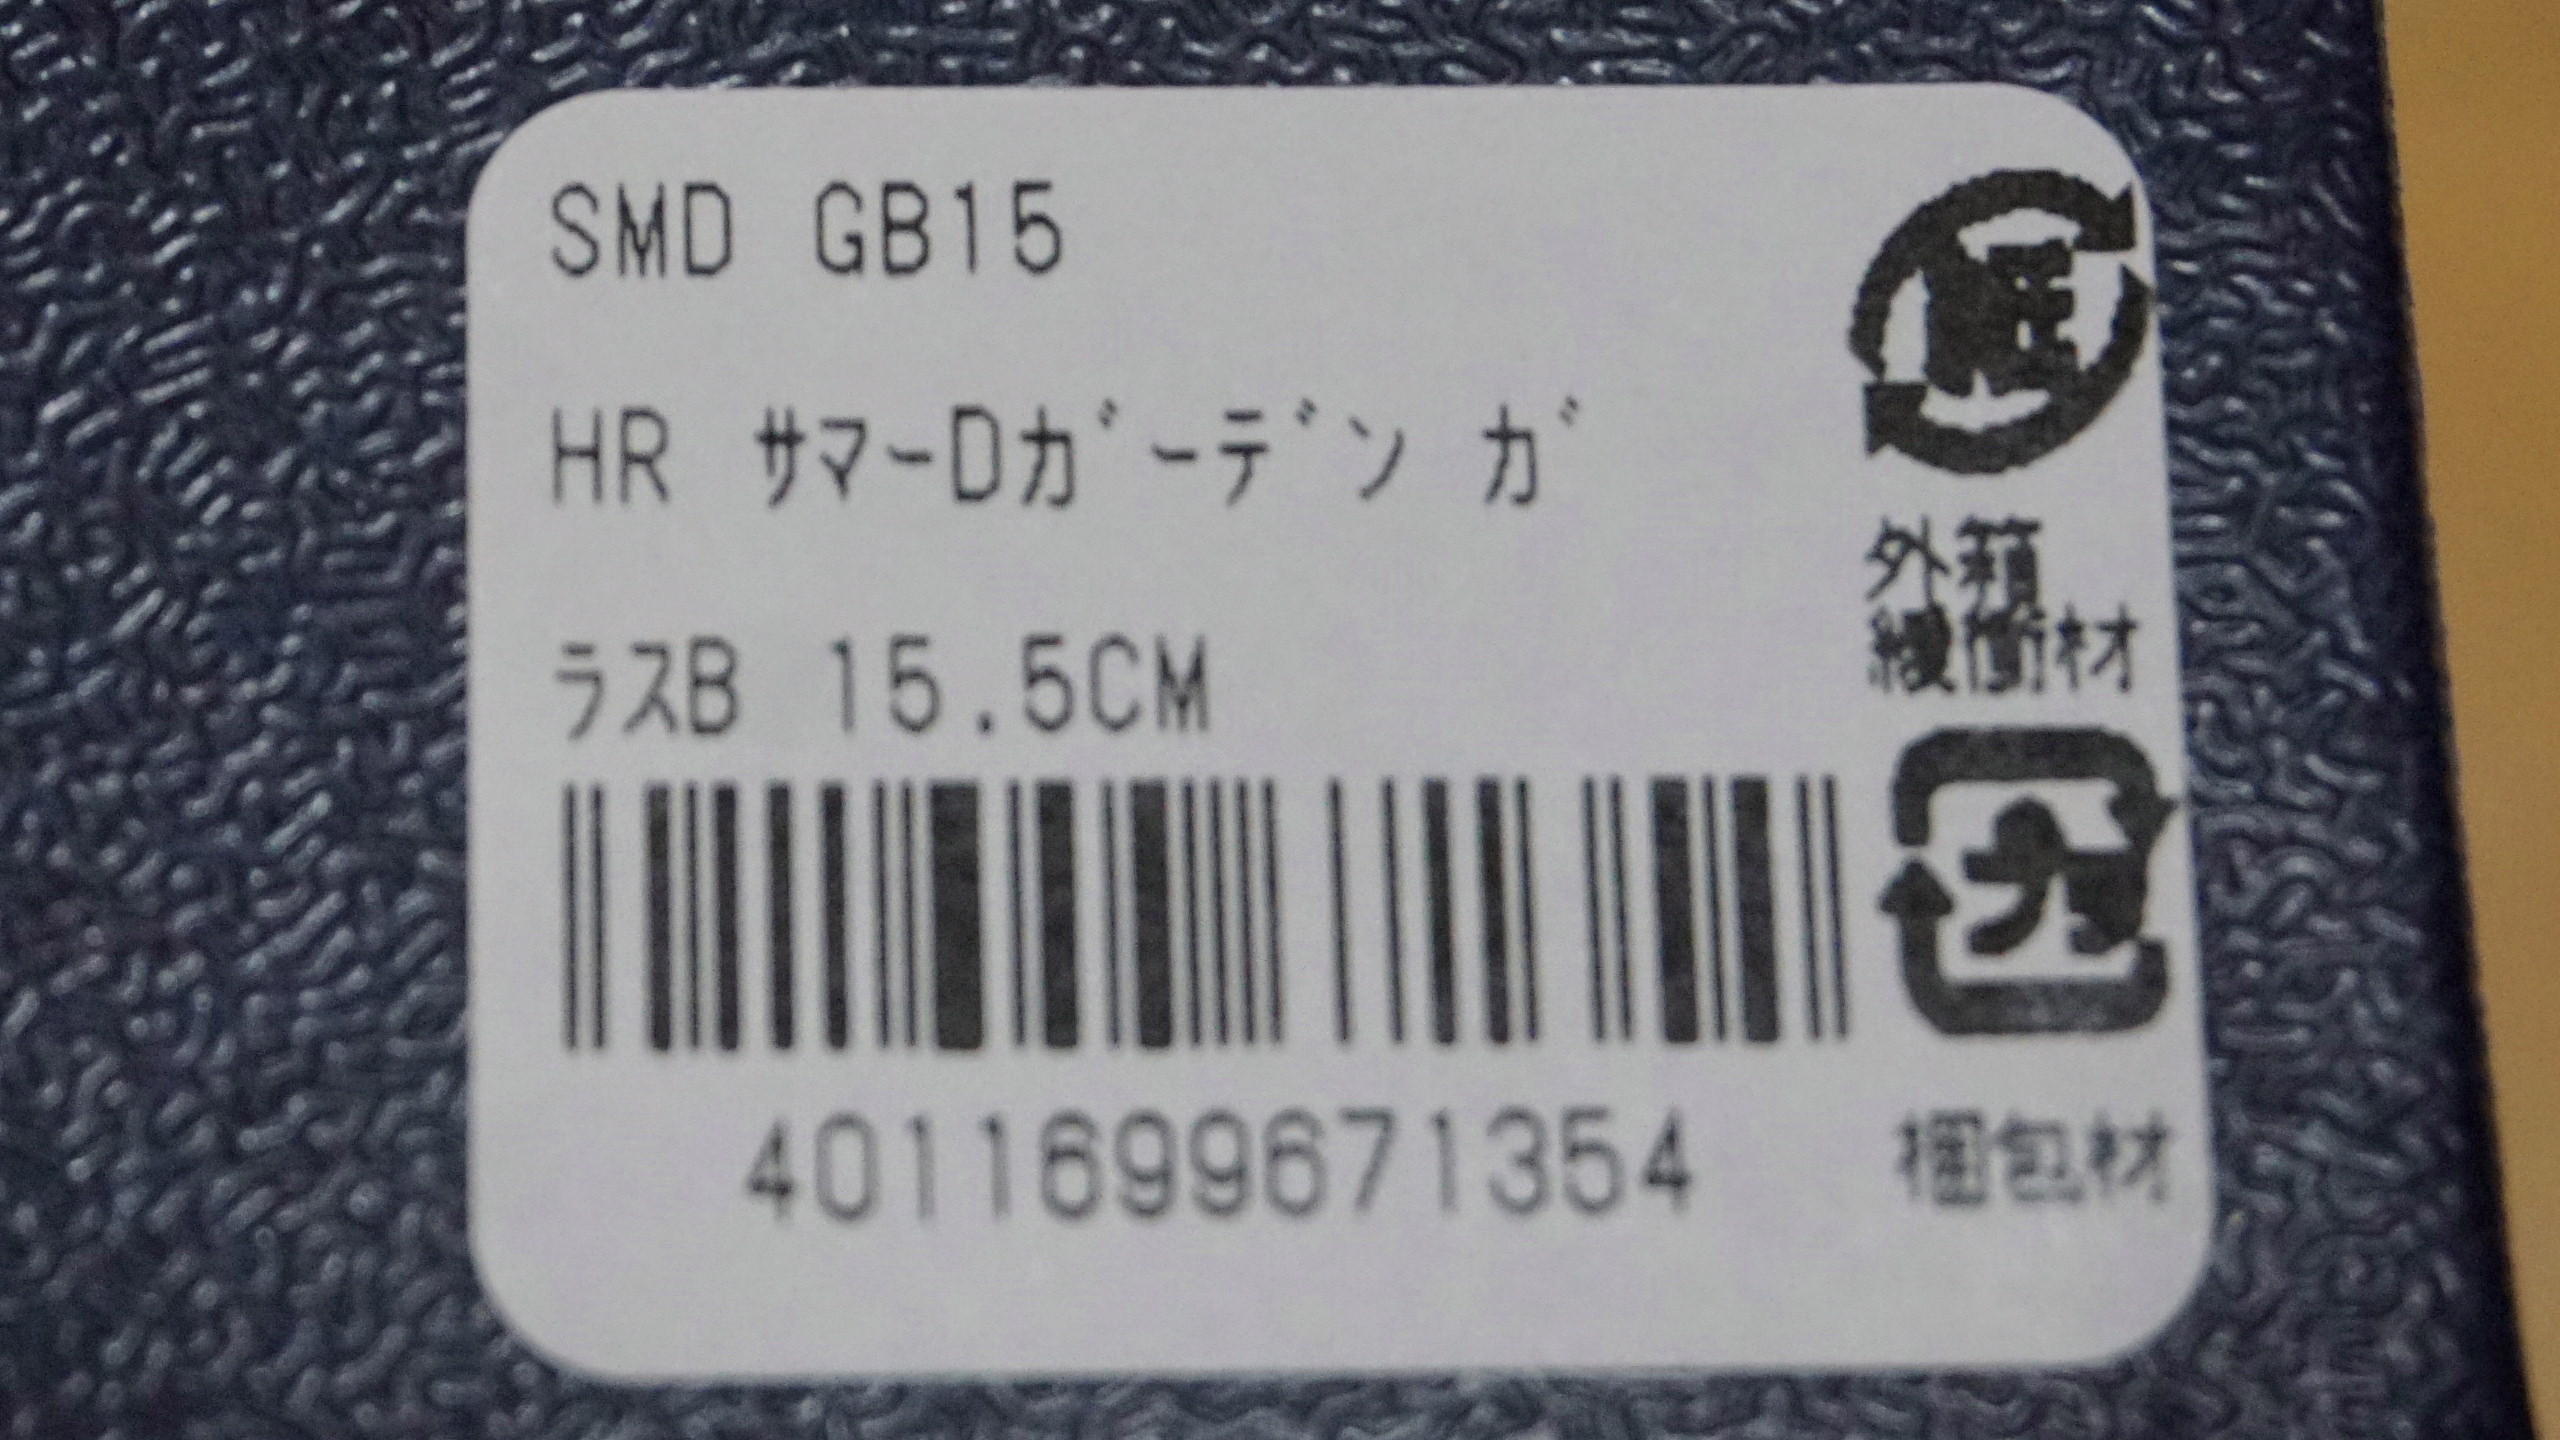 SMD GB15
HR ｻﾏｰDｶﾞｰﾃﾞﾝ ｶﾞ
ﾗｽB 15.5CM
4011699671354
紙
外箱
緩衝材
プラ
梱包材